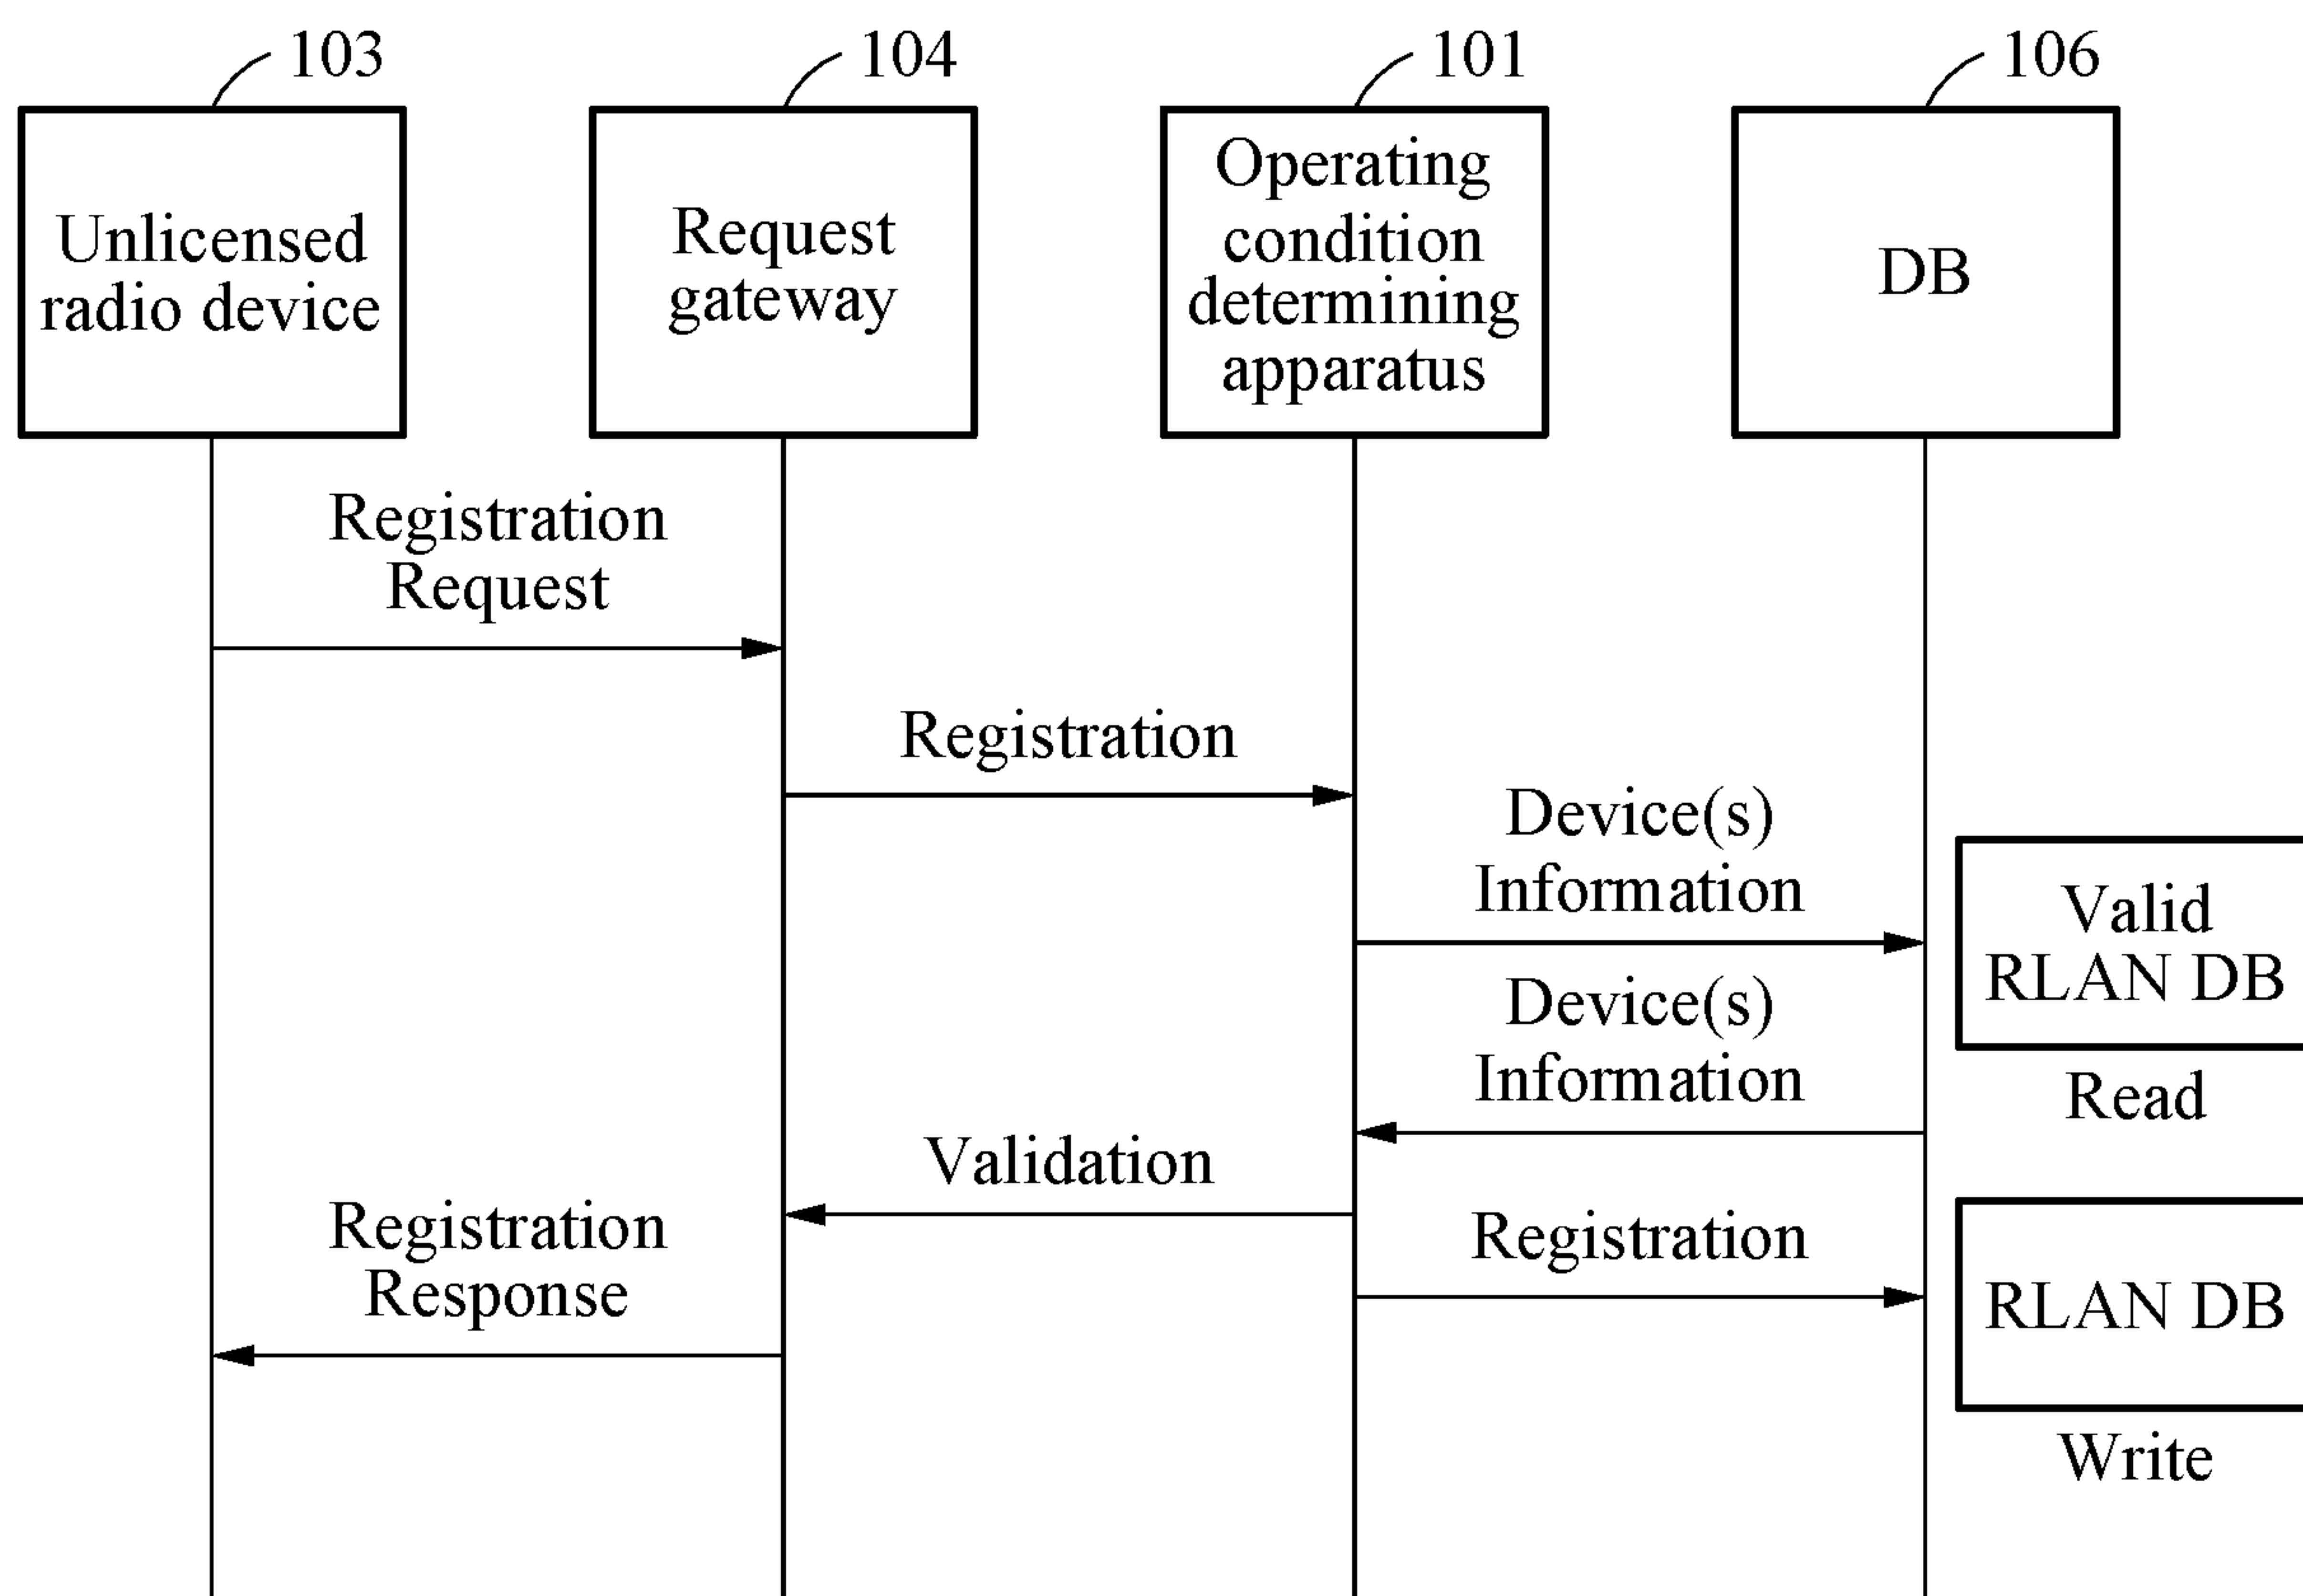 103
104
101
106
Unlicensed
radio device
Request
gateway
Operating
condition
determining
apparatus
DB
Registration
Request
Registration
Device(s)
Information
Valid
RLAN DB
Read
Device(s)
Information
Validation
Registration
Response
Registration
RLAN DB
Write